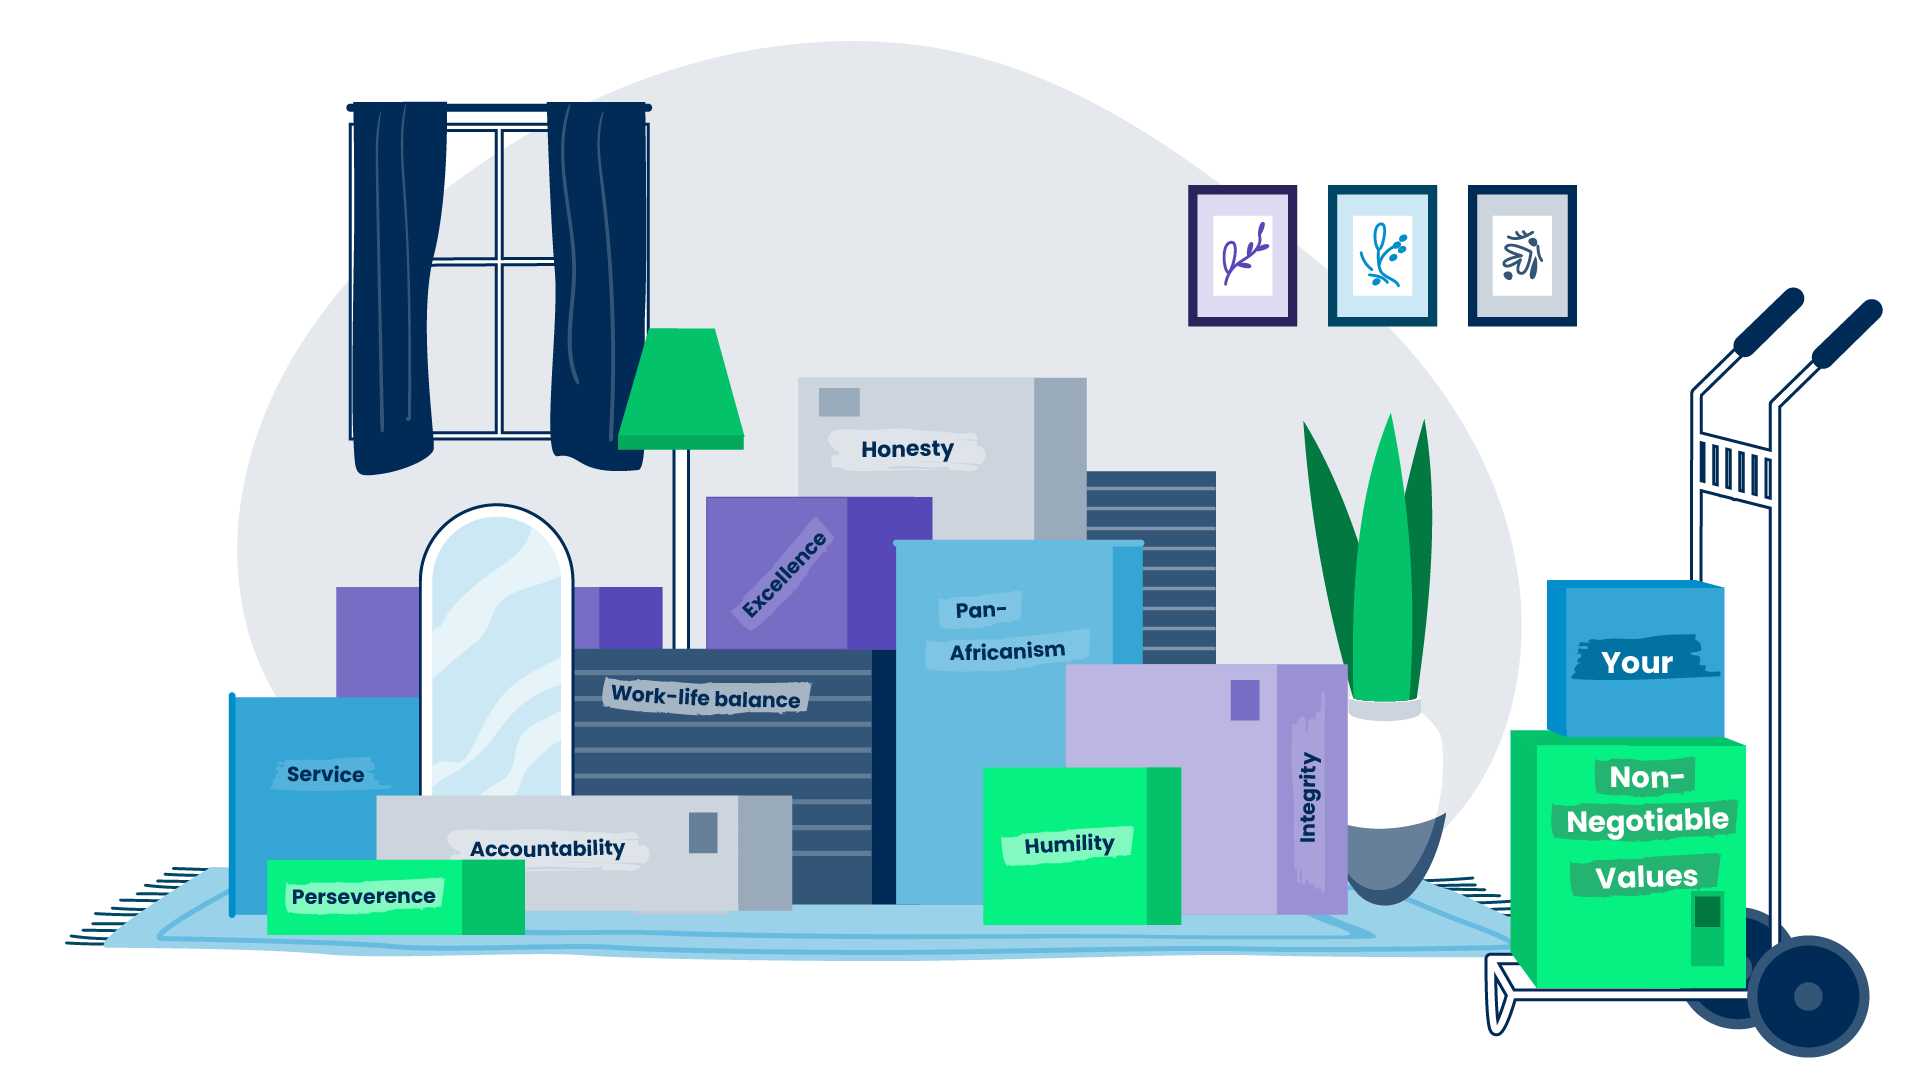 Honesty
Excellence
Pan-
Africanism
Work-life balance
Service
Accountability
Perseverence
Humility
Integrity
Your
Non-
Negotiable
Values